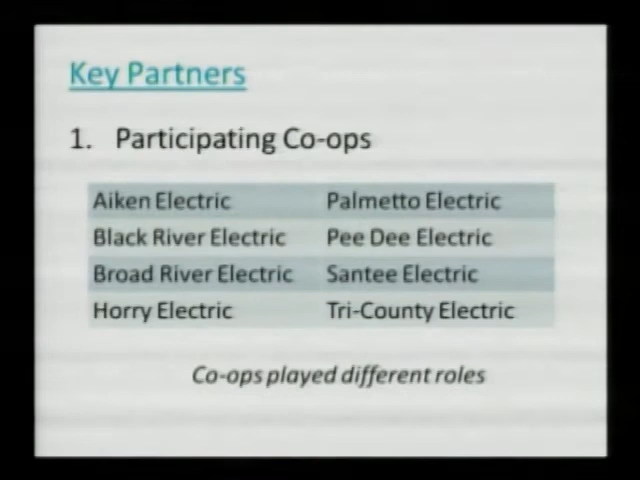 Key Partners
1. Participating Co-ops
Aiken Electric Palmetto Electric
Black River Electric Pee Dee Electric
Broad River Electric Santee Electric
Horry Electric Tri-County Electric
Co-ops played different roles